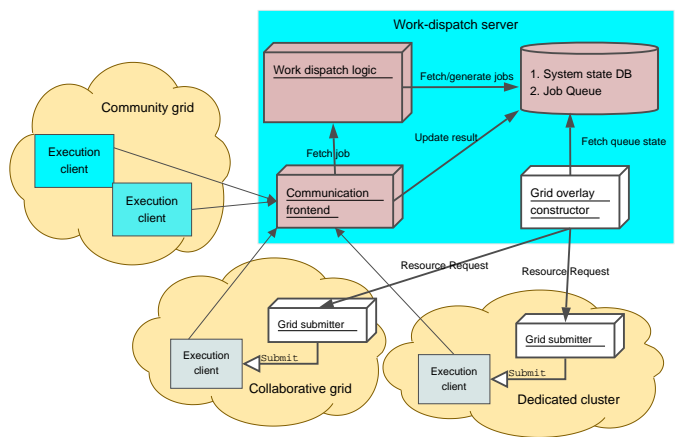 Work-dispatch server
Work dispatch logic
Fetch/generate jobs
1. System state DB
2. Job Queue
Community grid
Update result
Fetch queue state
Fetch job
Execution
client
Execution
client
Communication
frontend
Grid overlay
constructor
Resource Request
Resource Request
Grid submitter
Grid submitter
Execution
client
Submit
Execution
client
Submit
Collaborative grid
Dedicated cluster